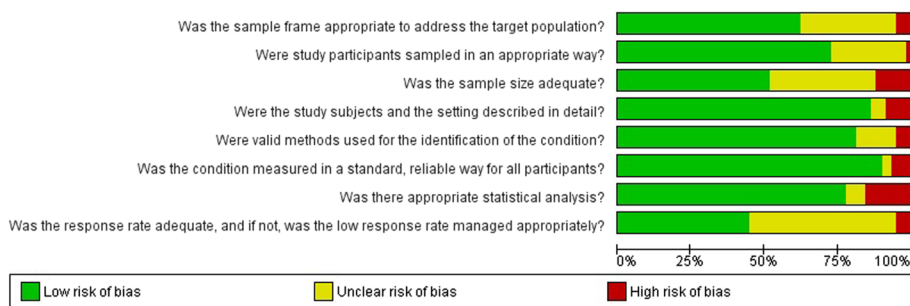 Was the sample frame appropriate to address the target population?
Were study participants sampled in an appropriate way?
Was the sample size adequate?
Were the study subjects and the setting described in detail?
Were valid methods used for the identification of the condition?
Was the condition measured in a standard, reliable way for all participants?
Was there appropriate statistical analysis?
Was the response rate adequate, and if not, was the low response rate managed appropriately?
0% 25% 50% 75% 100%
Low risk of bias Unclear risk of bias High risk of bias